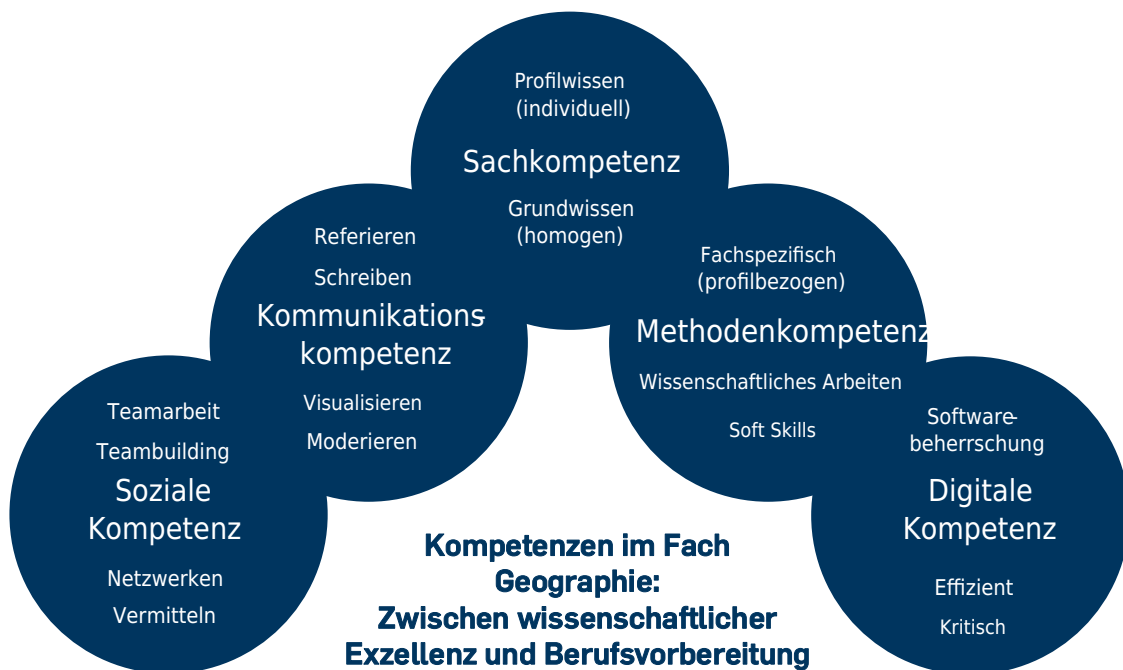 Profilwissen
(individuell)
Sachkompetenz
Grundwissen
(homogen)
Referieren
Schreiben
Kommunikations-
kompetenz
Visualisieren
Moderieren
Fachspezifisch
(profilbezogen)
Methodenkompetenz
Wissenschaftliches Arbeiten
Soft Skills
Teamarbeit
Teambuilding
Soziale
Kompetenz
Netzwerken
Vermitteln
Software-
beherrschung
Digitale
Kompetenz
Effizient
Kritisch
Kompetenzen im Fach
Geographie:
Zwischen wissenschaftlicher
Exzellenz und Berufsvorbereitung